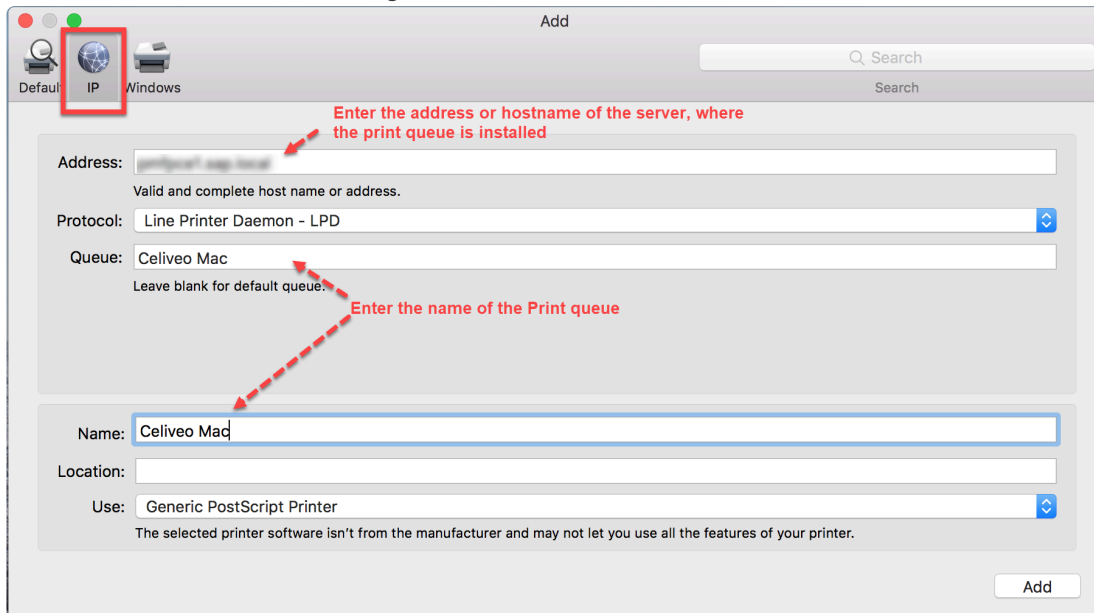 Add
Search
Default IP Windows
Search
Enter the address or hostname of the server, where
the print queue is installed
Address:
Valid and complete host name or address.
Protocol: Line Printer Daemon - LPD
Queue: Celiveo Mac
Leave blank for default queue.
Enter the name of the Print queue
Name: Celiveo Mac
Location:
Use: Generic PostScript Printer
The selected printer software isn't from the manufacturer and may not let you use all the features of your printer.
Add